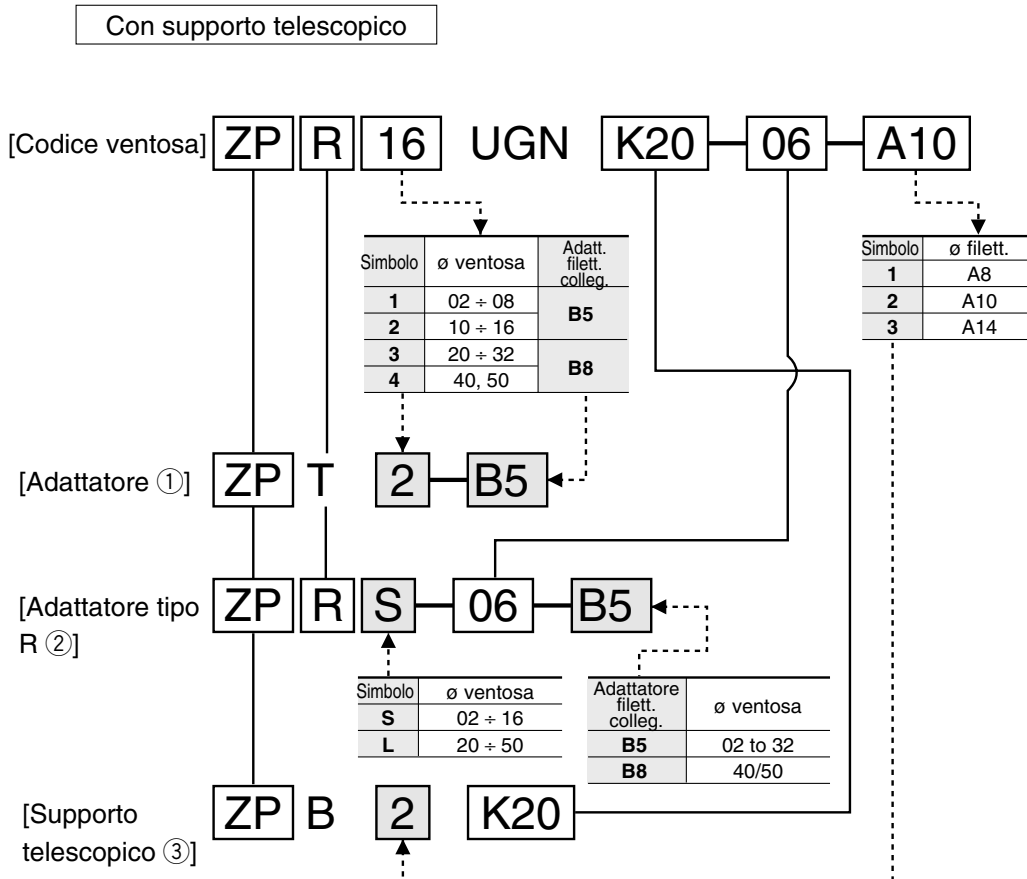 Con supporto telescopico
[Codice ventosa] ZP R 16 UGN K20 06 A10
Simbolo ø ventosa Adatt. filett. colleg.
1 02 ÷ 08 B5
2 10 ÷ 16
3 20 ÷ 32 B8
4 40, 50
Simbolo ø filett.
1 A8
2 A10
3 A14
[Adattatore ①] ZP T 2 B5
[Adattatore tipo R ②] ZP R S 06 B5
Simbolo ø ventosa
S 02 ÷ 16
L 20 ÷ 50
Adattatore filett. colleg. ø ventosa
B5 02 to 32
B8 40/50
[Supporto telescopico ③] ZP B 2 K20